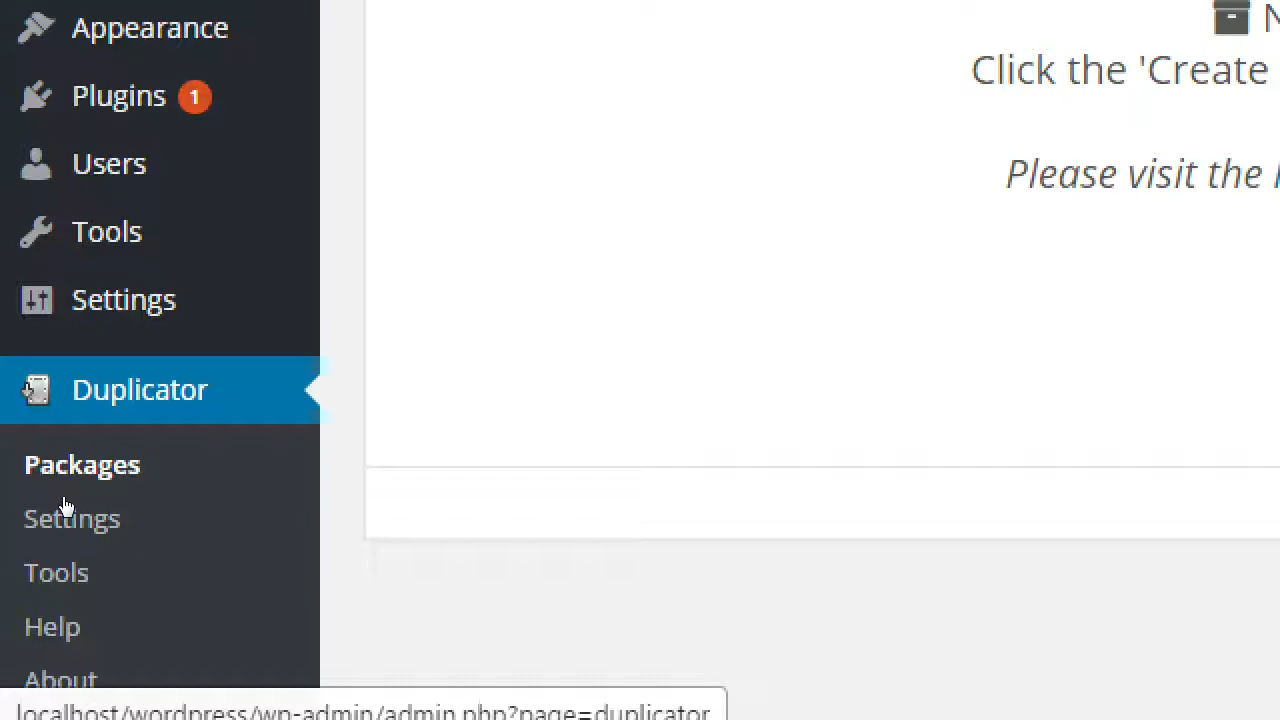 Appearance
Plugins 1
Users
Tools
Settings
Duplicator
Packages
Settings
Tools
Help
About
Click the 'Create
Please visit the
localhost/wordpress/wp-admin/admin.php?page=duplicator